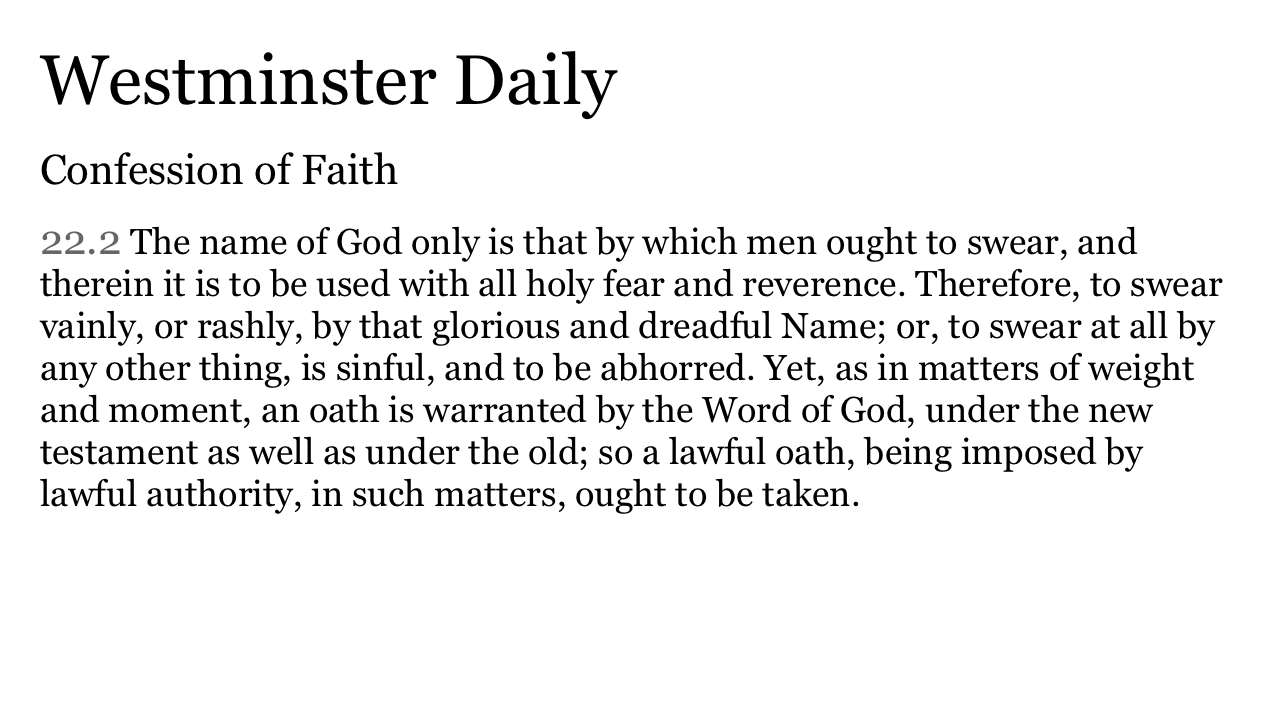 Westminster Daily
Confession of Faith
22.2 The name of God only is that by which men ought to swear, and
therein it is to be used with all holy fear and reverence. Therefore, to swear
vainly, or rashly, by that glorious and dreadful Name; or, to swear at all by
any other thing, is sinful, and to be abhorred. Yet, as in matters of weight
and moment, an oath is warranted by the Word of God, under the new
testament as well as under the old; so a lawful oath, being imposed by
lawful authority, in such matters, ought to be taken.